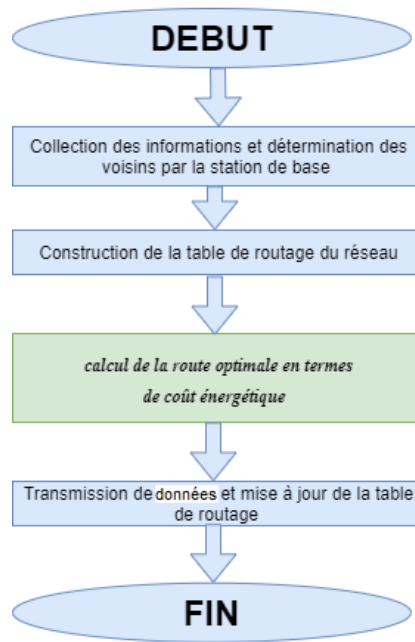 DEBUT
Collection des informations et détermination des
voisins par la station de base
Construction de la table de routage du réseau
calcul de la route optimale en termes
de coût énergétique
Transmission de données et mise à jour de la table
de routage
FIN